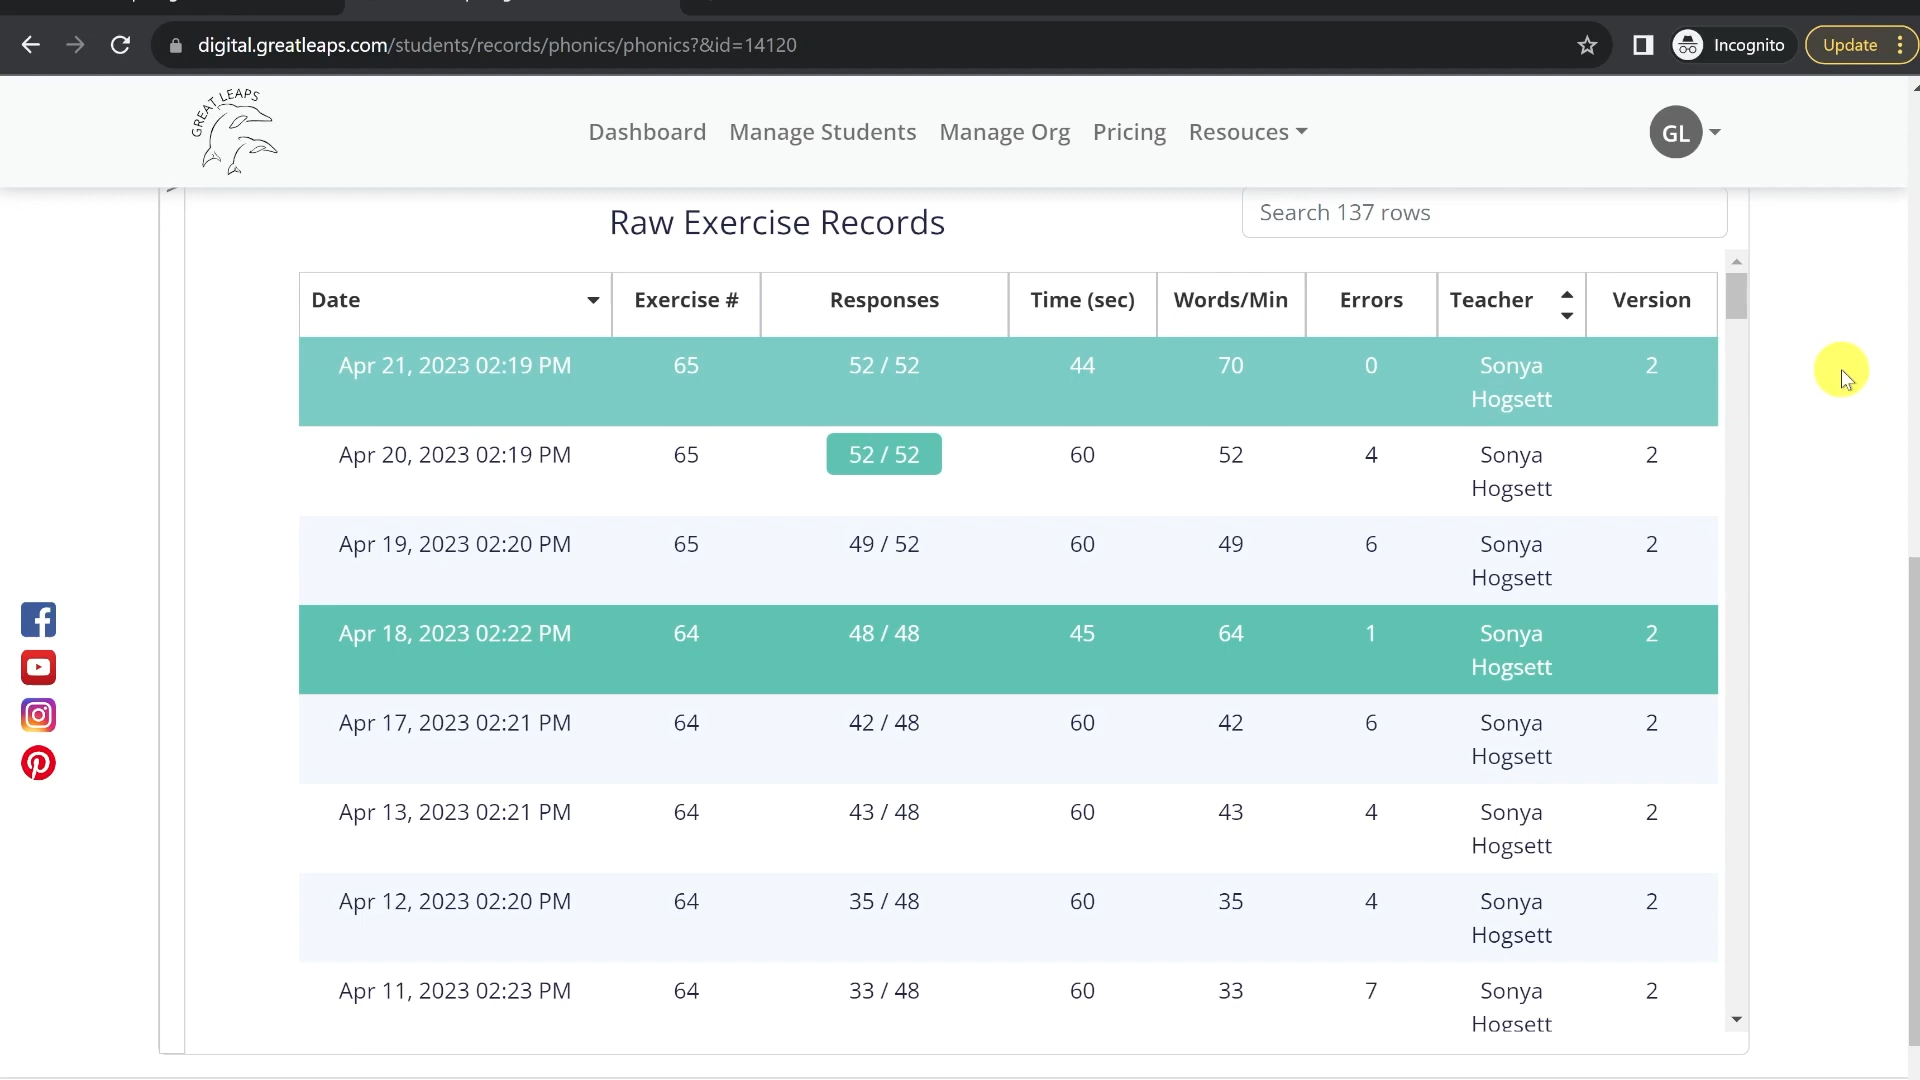 digital.greatleaps.com/students/records/phonics/phonics?&id=14120
Incognito
Update
GREAT LEAPS
Dashboard
Manage Students
Manage Org
Pricing
Resouces
GL
Raw Exercise Records
Search 137 rows
Date Exercise # Responses Time (sec) Words/Min Errors Teacher Version
Apr 21, 2023 02:19 PM 65 52 / 52 44 70 0 Sonya 2
Hogsett
Apr 20, 2023 02:19 PM 65 52 / 52 60 52 4 Sonya 2
Hogsett
Apr 19, 2023 02:20 PM 65 49 / 52 60 49 6 Sonya 2
Hogsett
Apr 18, 2023 02:22 PM 64 48 / 48 45 64 1 Sonya 2
Hogsett
Apr 17, 2023 02:21 PM 64 42 / 48 60 42 6 Sonya 2
Hogsett
Apr 13, 2023 02:21 PM 64 43 / 48 60 43 4 Sonya 2
Hogsett
Apr 12, 2023 02:20 PM 64 35 / 48 60 35 4 Sonya 2
Hogsett
Apr 11, 2023 02:23 PM 64 33 / 48 60 33 7 Sonya 2
Hogsett